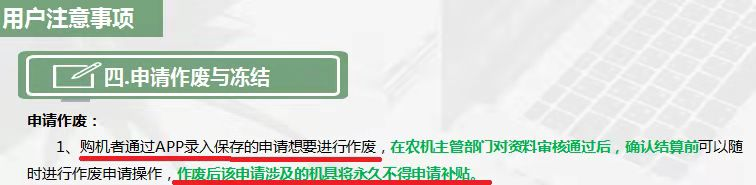 用户注意事项
四.申请作废与冻结
申请作废：
1、购机者通过APP录入保存的申请想要进行作废，在农机主管部门对资料审核通过后，确认结算前可以随
时进行作废申请操作，作废后该申请涉及的机具将永久不得申请补贴。